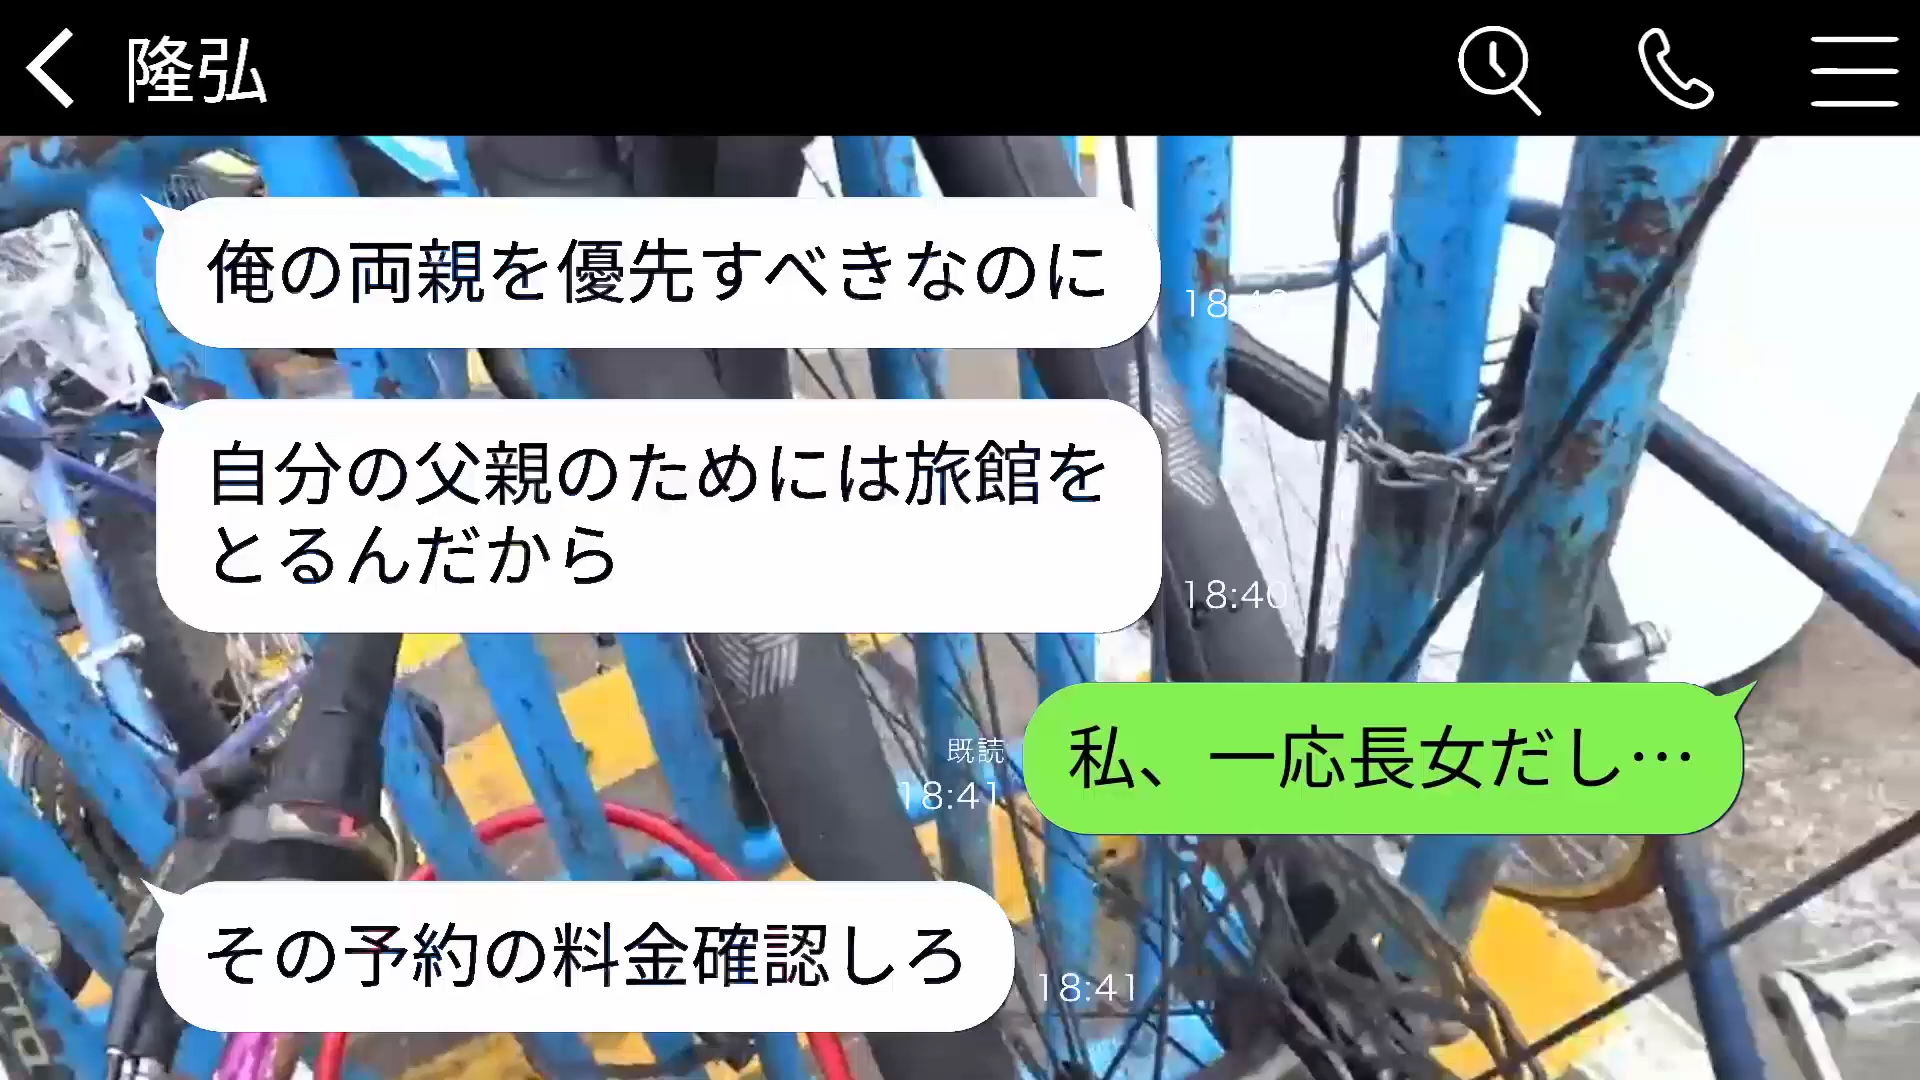 隆弘
俺の両親を優先すべきなのに
18:40
自分の父親のためには旅館を
とるんだから
18:40
私、一応長女だし…
既読
18:41
その予約の料金確認しろ
18:41